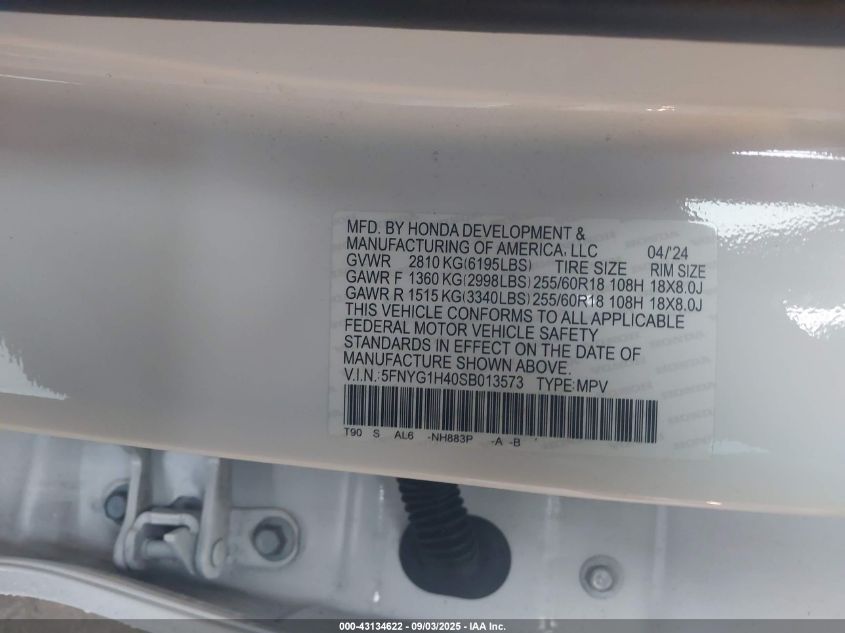 MFD. BY HONDA DEVELOPMENT &
MANUFACTURING OF AMERICA, LLC 04/24
GVWR 2810 KG(6195LBS) TIRE SIZE RIM SIZE
GAWR F 1360 KG(2998LBS) 255/60R18 108H 18X8.0J
GAWR R 1515 KG(3340LBS) 255/60R18 108H 18X8.0J
THIS VEHICLE CONFORMS TO ALL APPLICABLE
FEDERAL MOTOR VEHICLE SAFETY
STANDARDS IN EFFECT ON THE DATE OF
MANUFACTURE SHOWN ABOVE.
V.I.N.:5FNYG1H40SB013573 TYPE:MPV
T90 S AL6 -NH883P -A -B
000-43134622 - 09/03/2025 - IAA Inc.